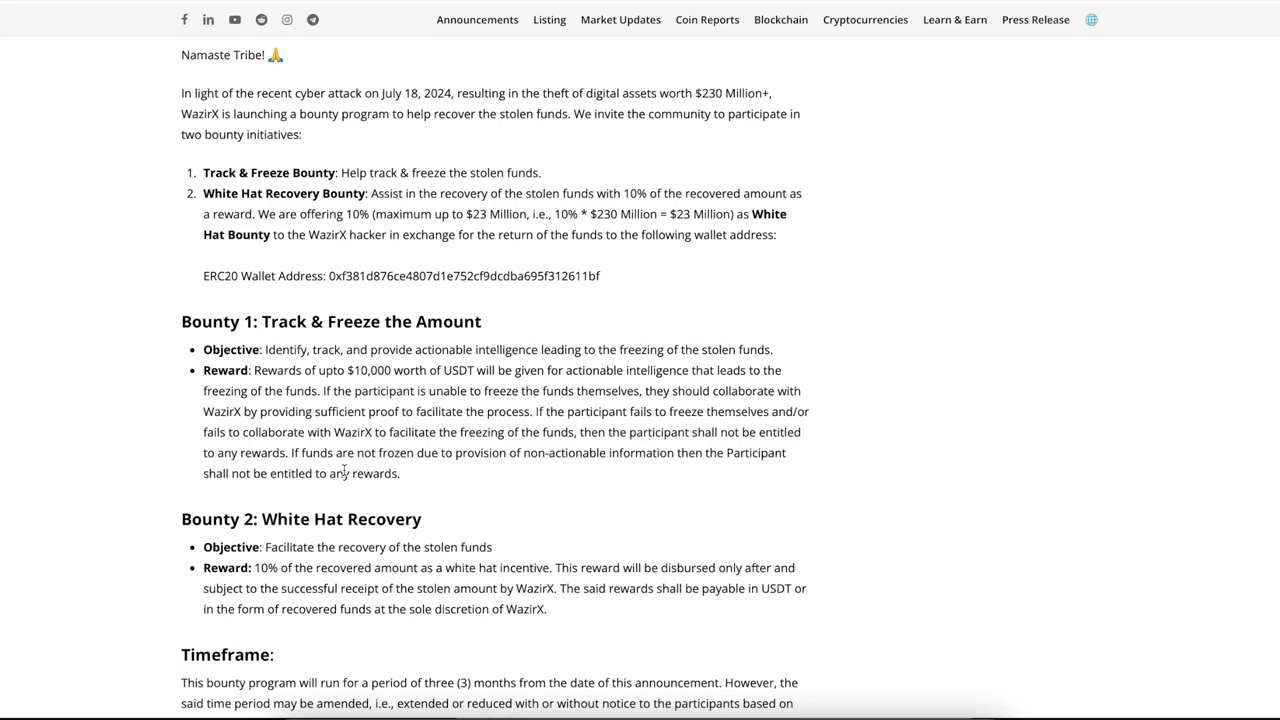 Announcements Listing Market Updates Coin Reports Blockchain Cryptocurrencies Learn & Earn Press Release
Namaste Tribe! 🙏
In light of the recent cyber attack on July 18, 2024, resulting in the theft of digital assets worth $230 Million+,
WazirX is launching a bounty program to help recover the stolen funds. We invite the community to participate in
two bounty initiatives:
1. Track & Freeze Bounty: Help track & freeze the stolen funds.
2. White Hat Recovery Bounty: Assist in the recovery of the stolen funds with 10% of the recovered amount as
a reward. We are offering 10% (maximum up to $23 Million, i.e., 10% * $230 Million = $23 Million) as White
Hat Bounty to the WazirX hacker in exchange for the return of the funds to the following wallet address:
ERC20 Wallet Address: 0xf381d876ce4807d1e752cf9dcdba695f312611bf
Bounty 1: Track & Freeze the Amount
• Objective: Identify, track, and provide actionable intelligence leading to the freezing of the stolen funds.
• Reward: Rewards of upto $10,000 worth of USDT will be given for actionable intelligence that leads to the
freezing of the funds. If the participant is unable to freeze the funds themselves, they should collaborate with
WazirX by providing sufficient proof to facilitate the process. If the participant fails to freeze themselves and/or
fails to collaborate with WazirX to facilitate the freezing of the funds, then the participant shall not be entitled
to any rewards. If funds are not frozen due to provision of non-actionable information then the Participant
shall not be entitled to any rewards.
Bounty 2: White Hat Recovery
• Objective: Facilitate the recovery of the stolen funds
• Reward: 10% of the recovered amount as a white hat incentive. This reward will be disbursed only after and
subject to the successful receipt of the stolen amount by WazirX. The said rewards shall be payable in USDT or
in the form of recovered funds at the sole discretion of WazirX.
Timeframe:
This bounty program will run for a period of three (3) months from the date of this announcement. However, the
said time period may be amended, i.e., extended or reduced with or without notice to the participants based on